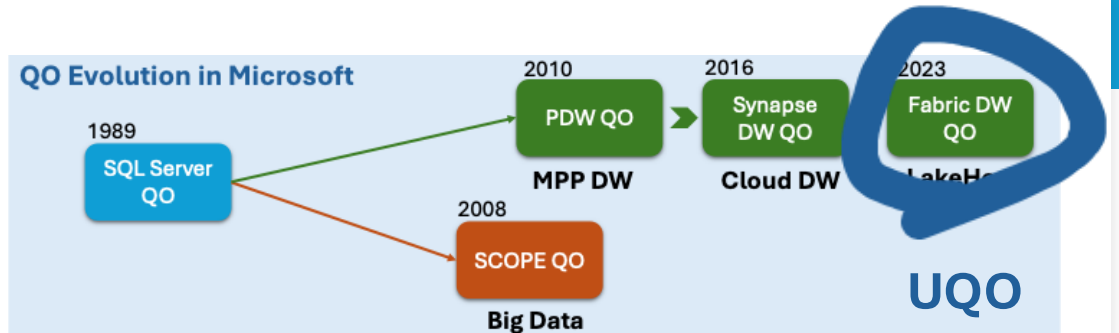 QO Evolution in Microsoft
1989
SQL Server
QO
2010
PDW QO
MPP DW
2016
Synapse
DW QO
Cloud DW
2023
Fabric DW
QO
2008
SCOPE QO
Big Data
UQO